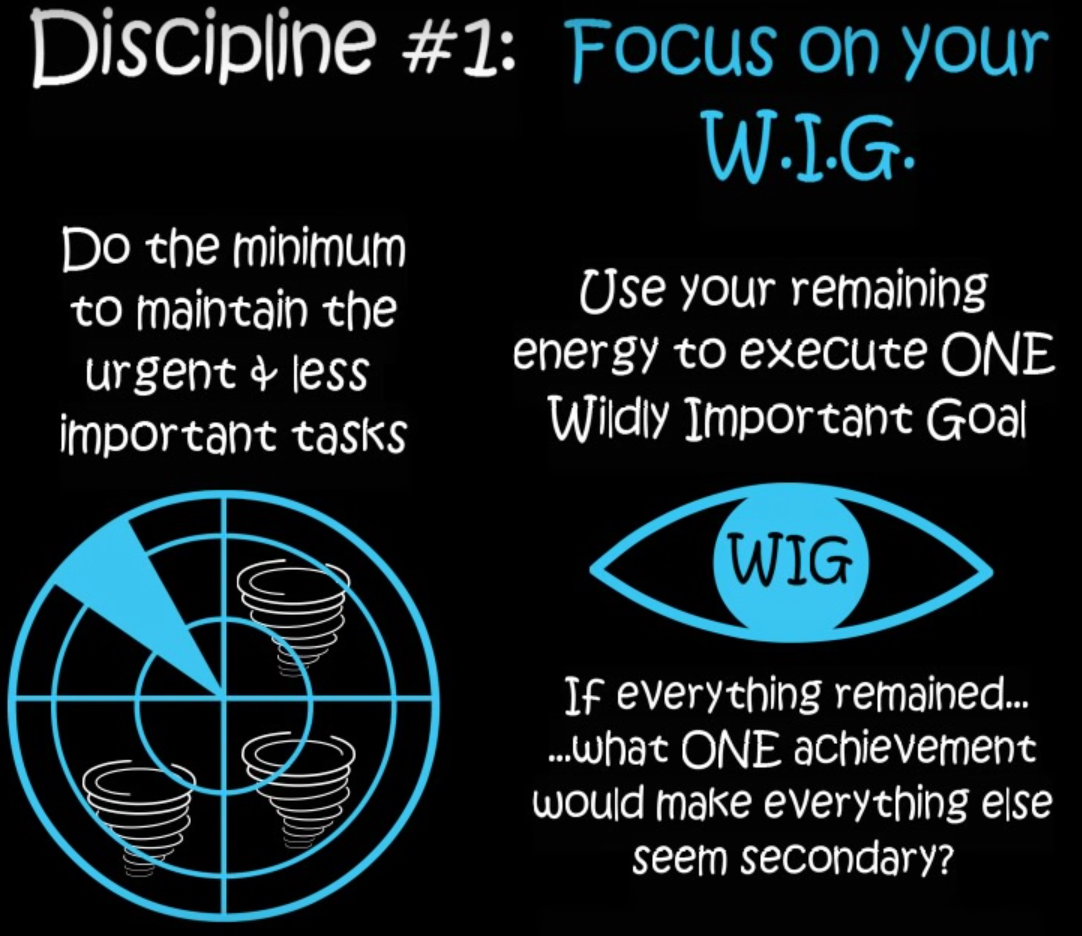 Discipline #1: Focus on your
W.I.G.
Do the minimum
to maintain the
urgent & less
important tasks
Use your remaining
energy to execute ONE
Wildly Important Goal
WIG
If everything remained...
...what ONE achievement
would make everything else
seem secondary?